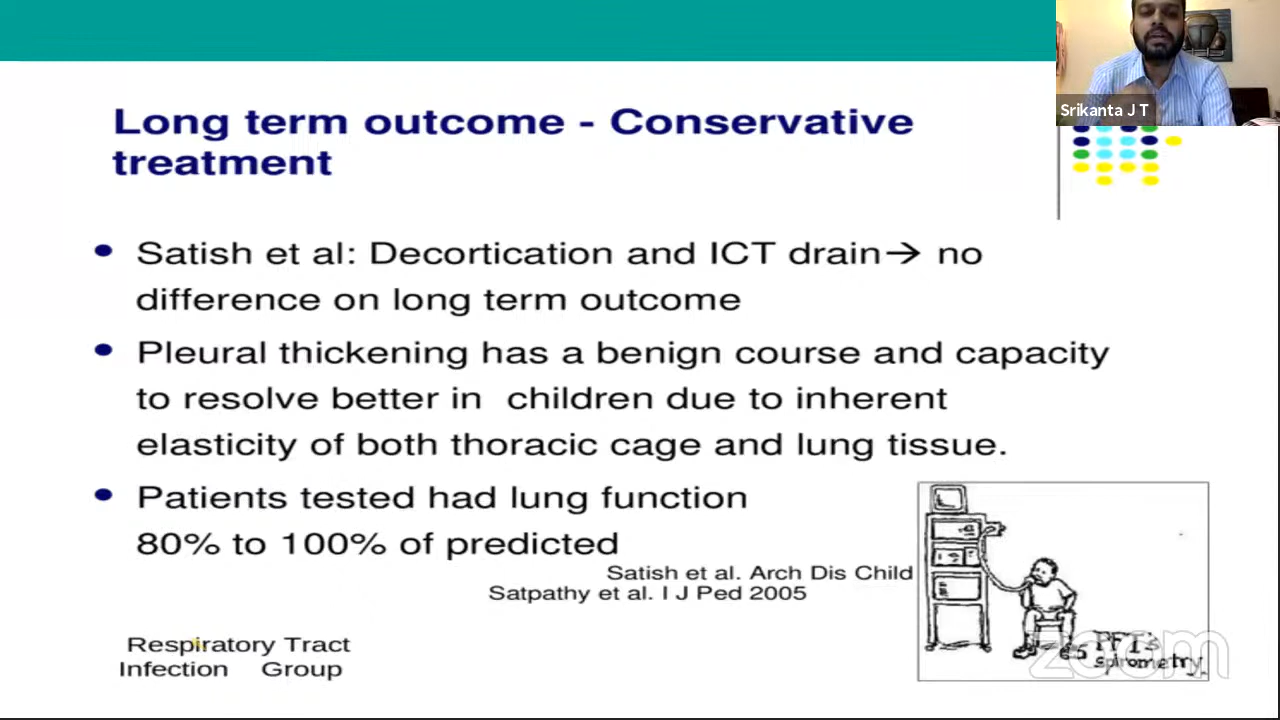 Srikanta J T
Long term outcome - Conservative
treatment
Satish et al: Decortication and ICT drain→ no
difference on long term outcome
Pleural thickening has a benign course and capacity
to resolve better in children due to inherent
elasticity of both thoracic cage and lung tissue.
Patients tested had lung function
80% to 100% of predicted
Satish et al. Arch Dis Child
Satpathy et al. I J Ped 2005
Respiratory Tract
Infection Group
PFT's
spirometry.
zoom